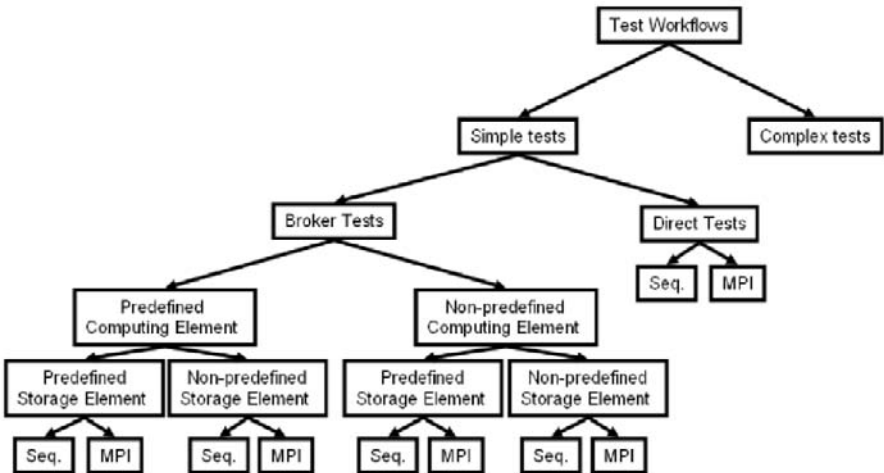 Test Workflows
Simple tests
Complex tests
Broker Tests
Direct Tests
Seq.
MPI
Predefined
Computing Element
Non-predefined
Computing Element
Predefined
Storage Element
Non-predefined
Storage Element
Predefined
Storage Element
Non-predefined
Storage Element
Seq.
MPI
Seq.
MPI
Seq.
MPI
Seq.
MPI